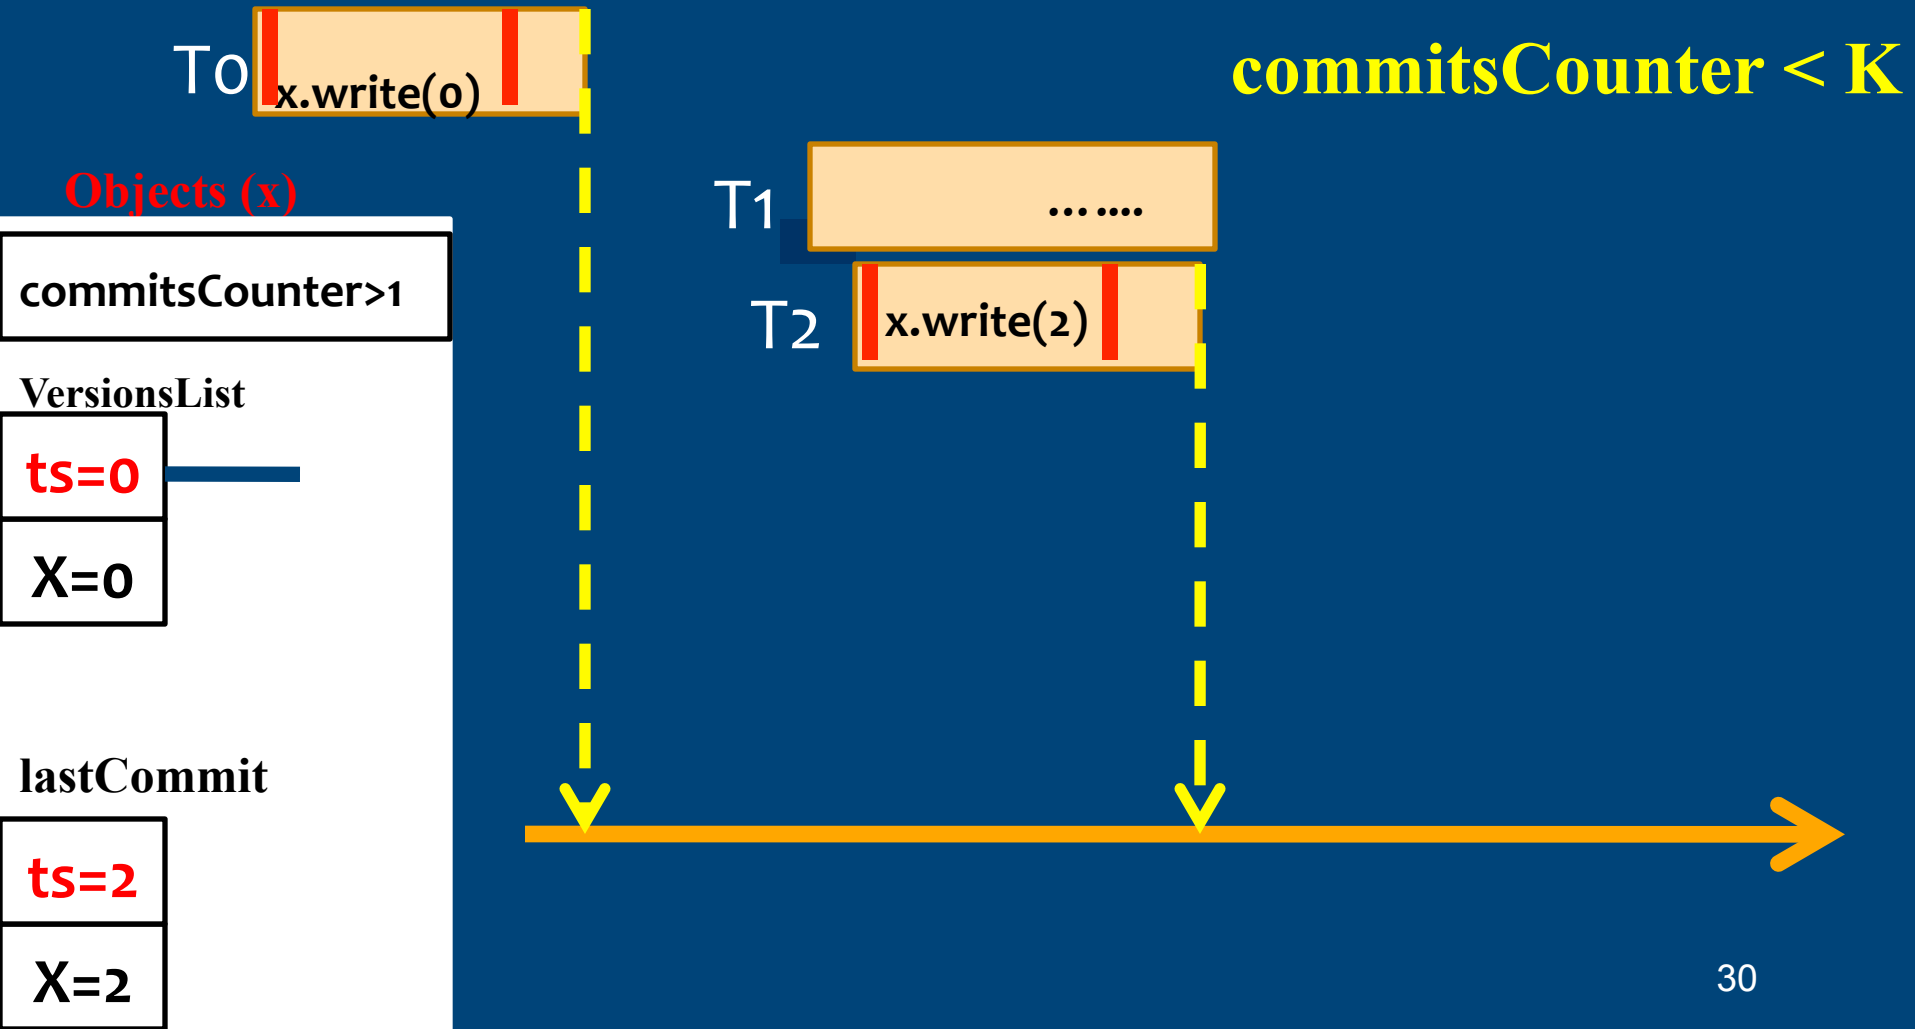 T0
x.write(0)
commitsCounter < K
Objects (x)
T1
... ....
commitsCounter>1
T2
x.write(2)
VersionsList
ts=0
X=0
lastCommit
ts=2
X=2
30